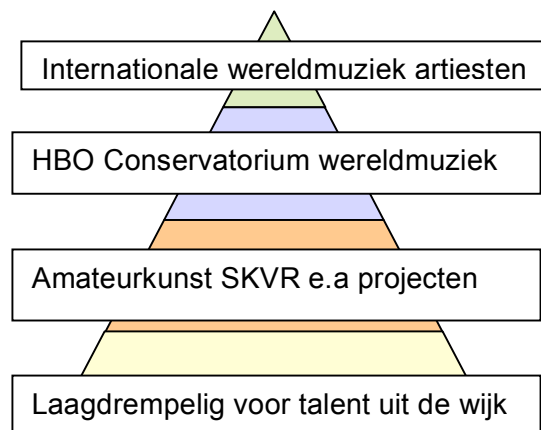 Internationale wereldmuziek artiesten
HBO Conservatorium wereldmuziek
Amateurkunst SKVR e.a projecten
Laagdrempelig voor talent uit de wijk